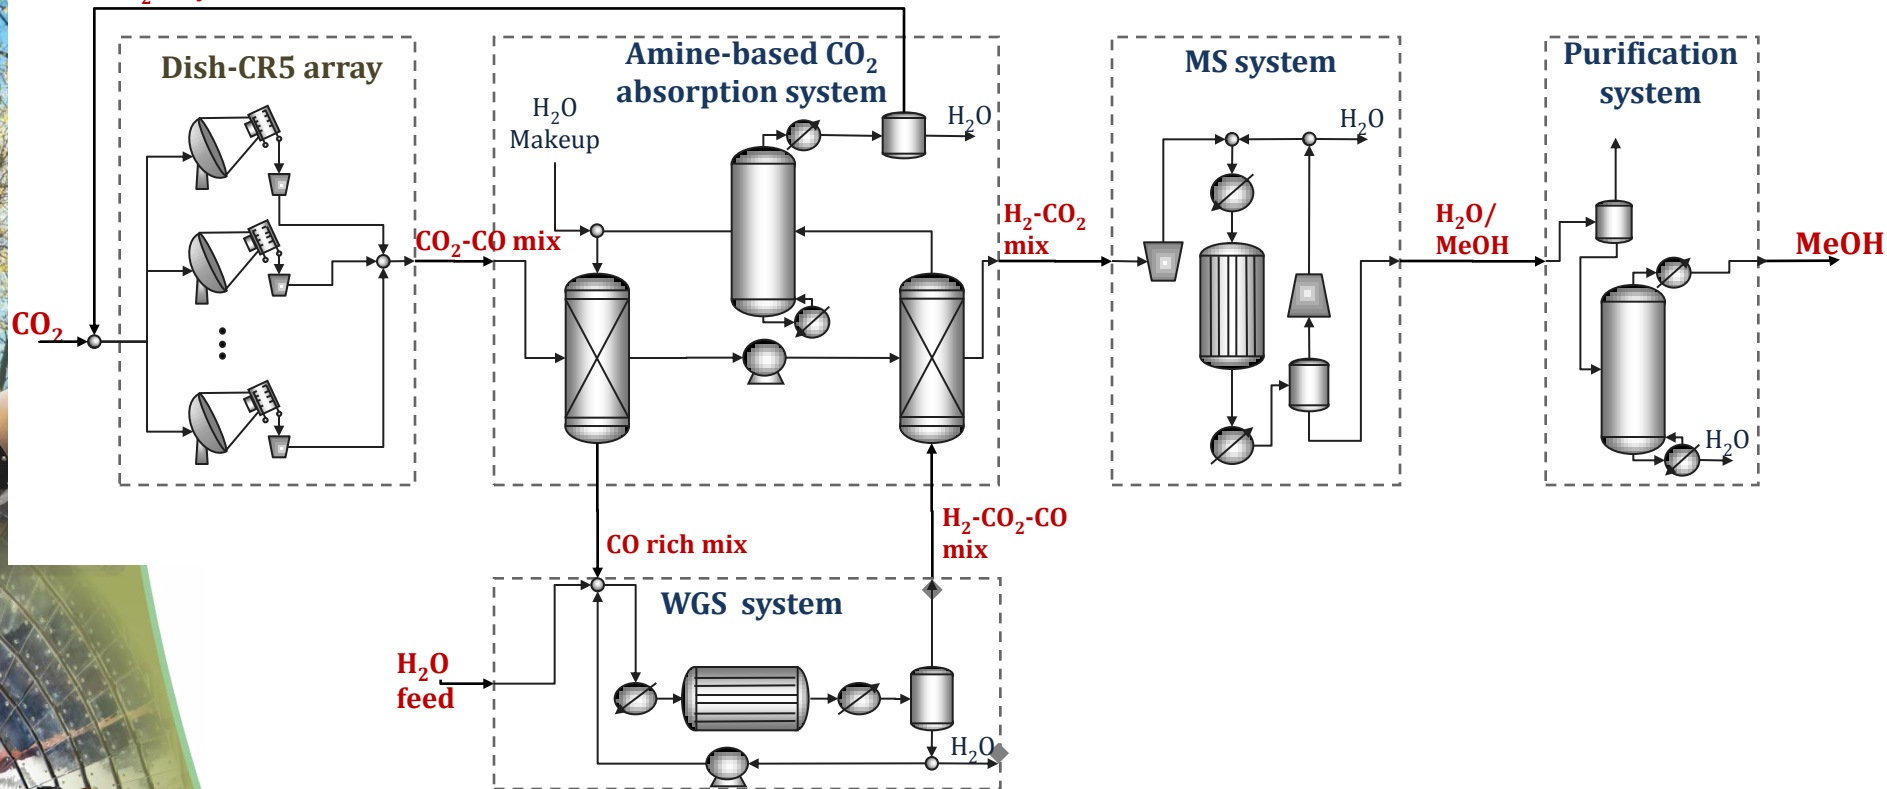 Dish-CR5 array
Amine-based CO₂
absorption system
MS system
Purification
system
H₂O
Makeup
H₂O
H₂O
CO₂-CO mix
H₂-CO₂
mix
H₂O/
MeOH
MeOH
CO₂
H₂O
CO rich mix
H₂-CO₂-CO
mix
WGS system
H₂O
feed
H₂O